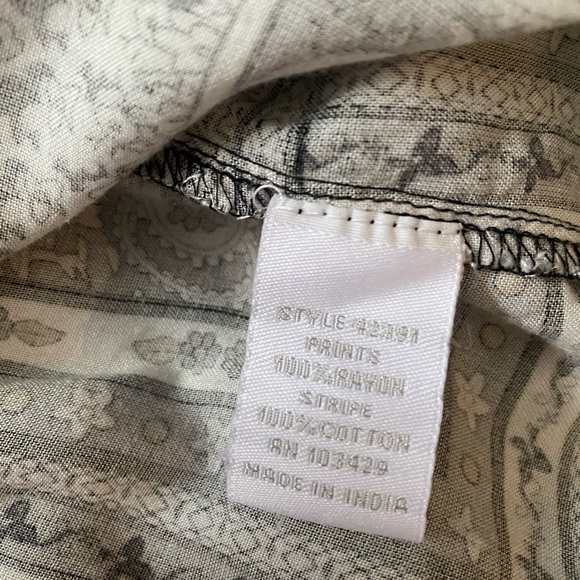 STYLE 42391
PRINTS
100%RAYON
STRIPE
100%COTTON
RN 103429
MADE IN INDIA